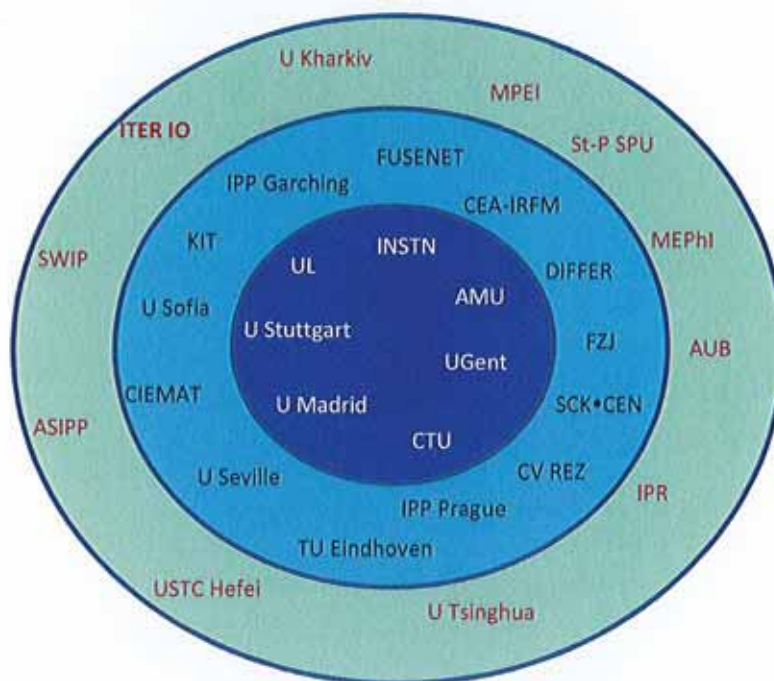 U Kharkiv
MPEI
ITER IO
St-P SPU
FUSENET
IPP Garching
CEA-IRFM
KIT
INSTN
MEPhI
SWIP
UL
DIFFER
AMU
U Sofia
U Stuttgart
FZJ
AUB
UGent
CIEMAT
U Madrid
SCK•CEN
ASIPP
CTU
U Seville
CV REZ
IPR
IPP Prague
TU Eindhoven
USTC Hefei
U Tsinghua